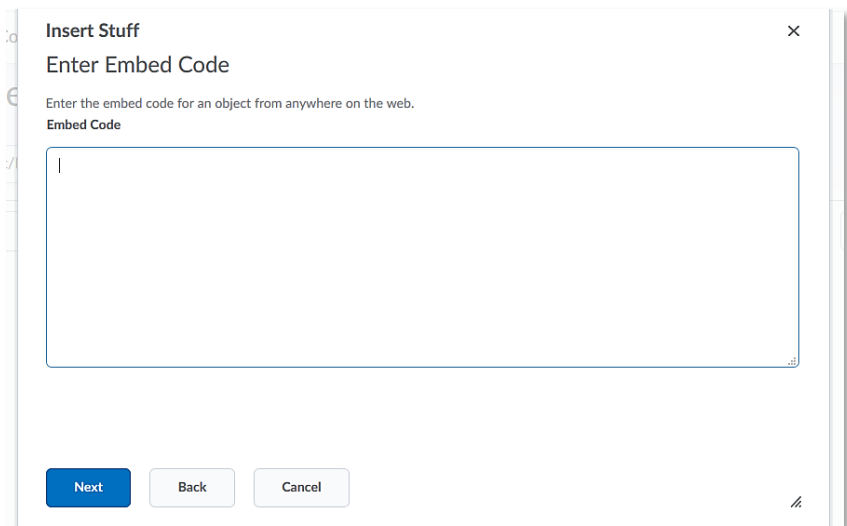 Insert Stuff
Enter Embed Code
Enter the embed code for an object from anywhere on the web.
Embed Code
Next
Back
Cancel